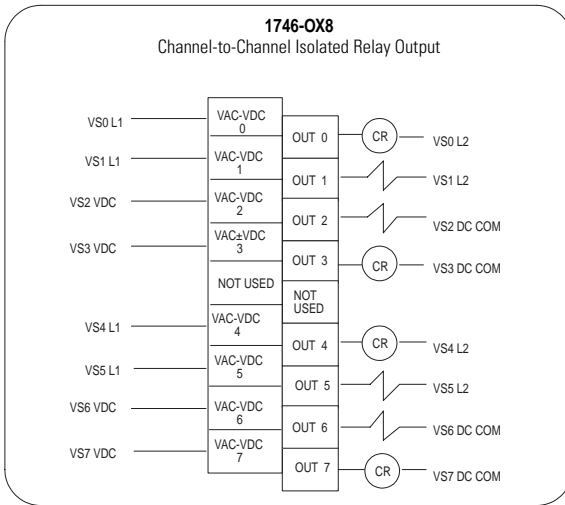 1746-OX8
Channel-to-Channel Isolated Relay Output
VS0 L1
VAC-VDC
0
OUT 0
CR
VS0 L2
VS1 L1
VAC-VDC
1
OUT 1
VS1 L2
VS2 VDC
VAC-VDC
2
OUT 2
VS2 DC COM
VS3 VDC
VAC±VDC
3
OUT 3
CR
VS3 DC COM
NOT USED
NOT
USED
VS4 L1
VAC-VDC
4
OUT 4
CR
VS4 L2
VS5 L1
VAC-VDC
5
OUT 5
VS5 L2
VS6 VDC
VAC-VDC
6
OUT 6
VS6 DC COM
VS7 VDC
VAC-VDC
7
OUT 7
CR
VS7 DC COM